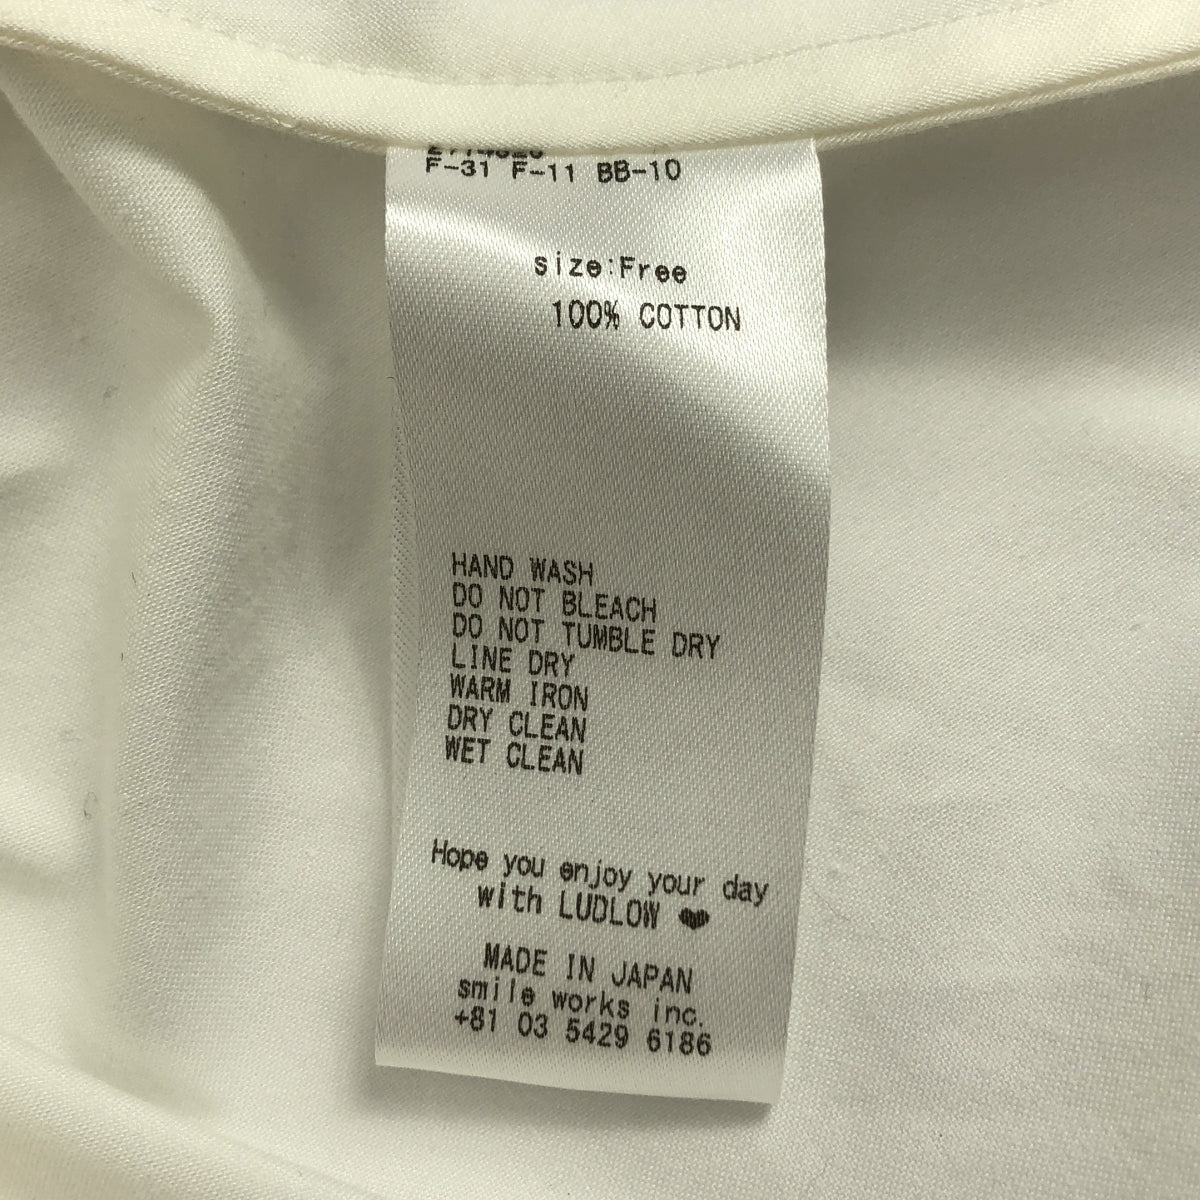 F-31 F-11 BB-10
size:Free
100% COTTON
HAND WASH
DO NOT BLEACH
DO NOT TUMBLE DRY
LINE DRY
WARM IRON
DRY CLEAN
WET CLEAN
Hope you enjoy your day
with LUDLOW ♥
MADE IN JAPAN
smile works inc.
+81 03 5429 6186